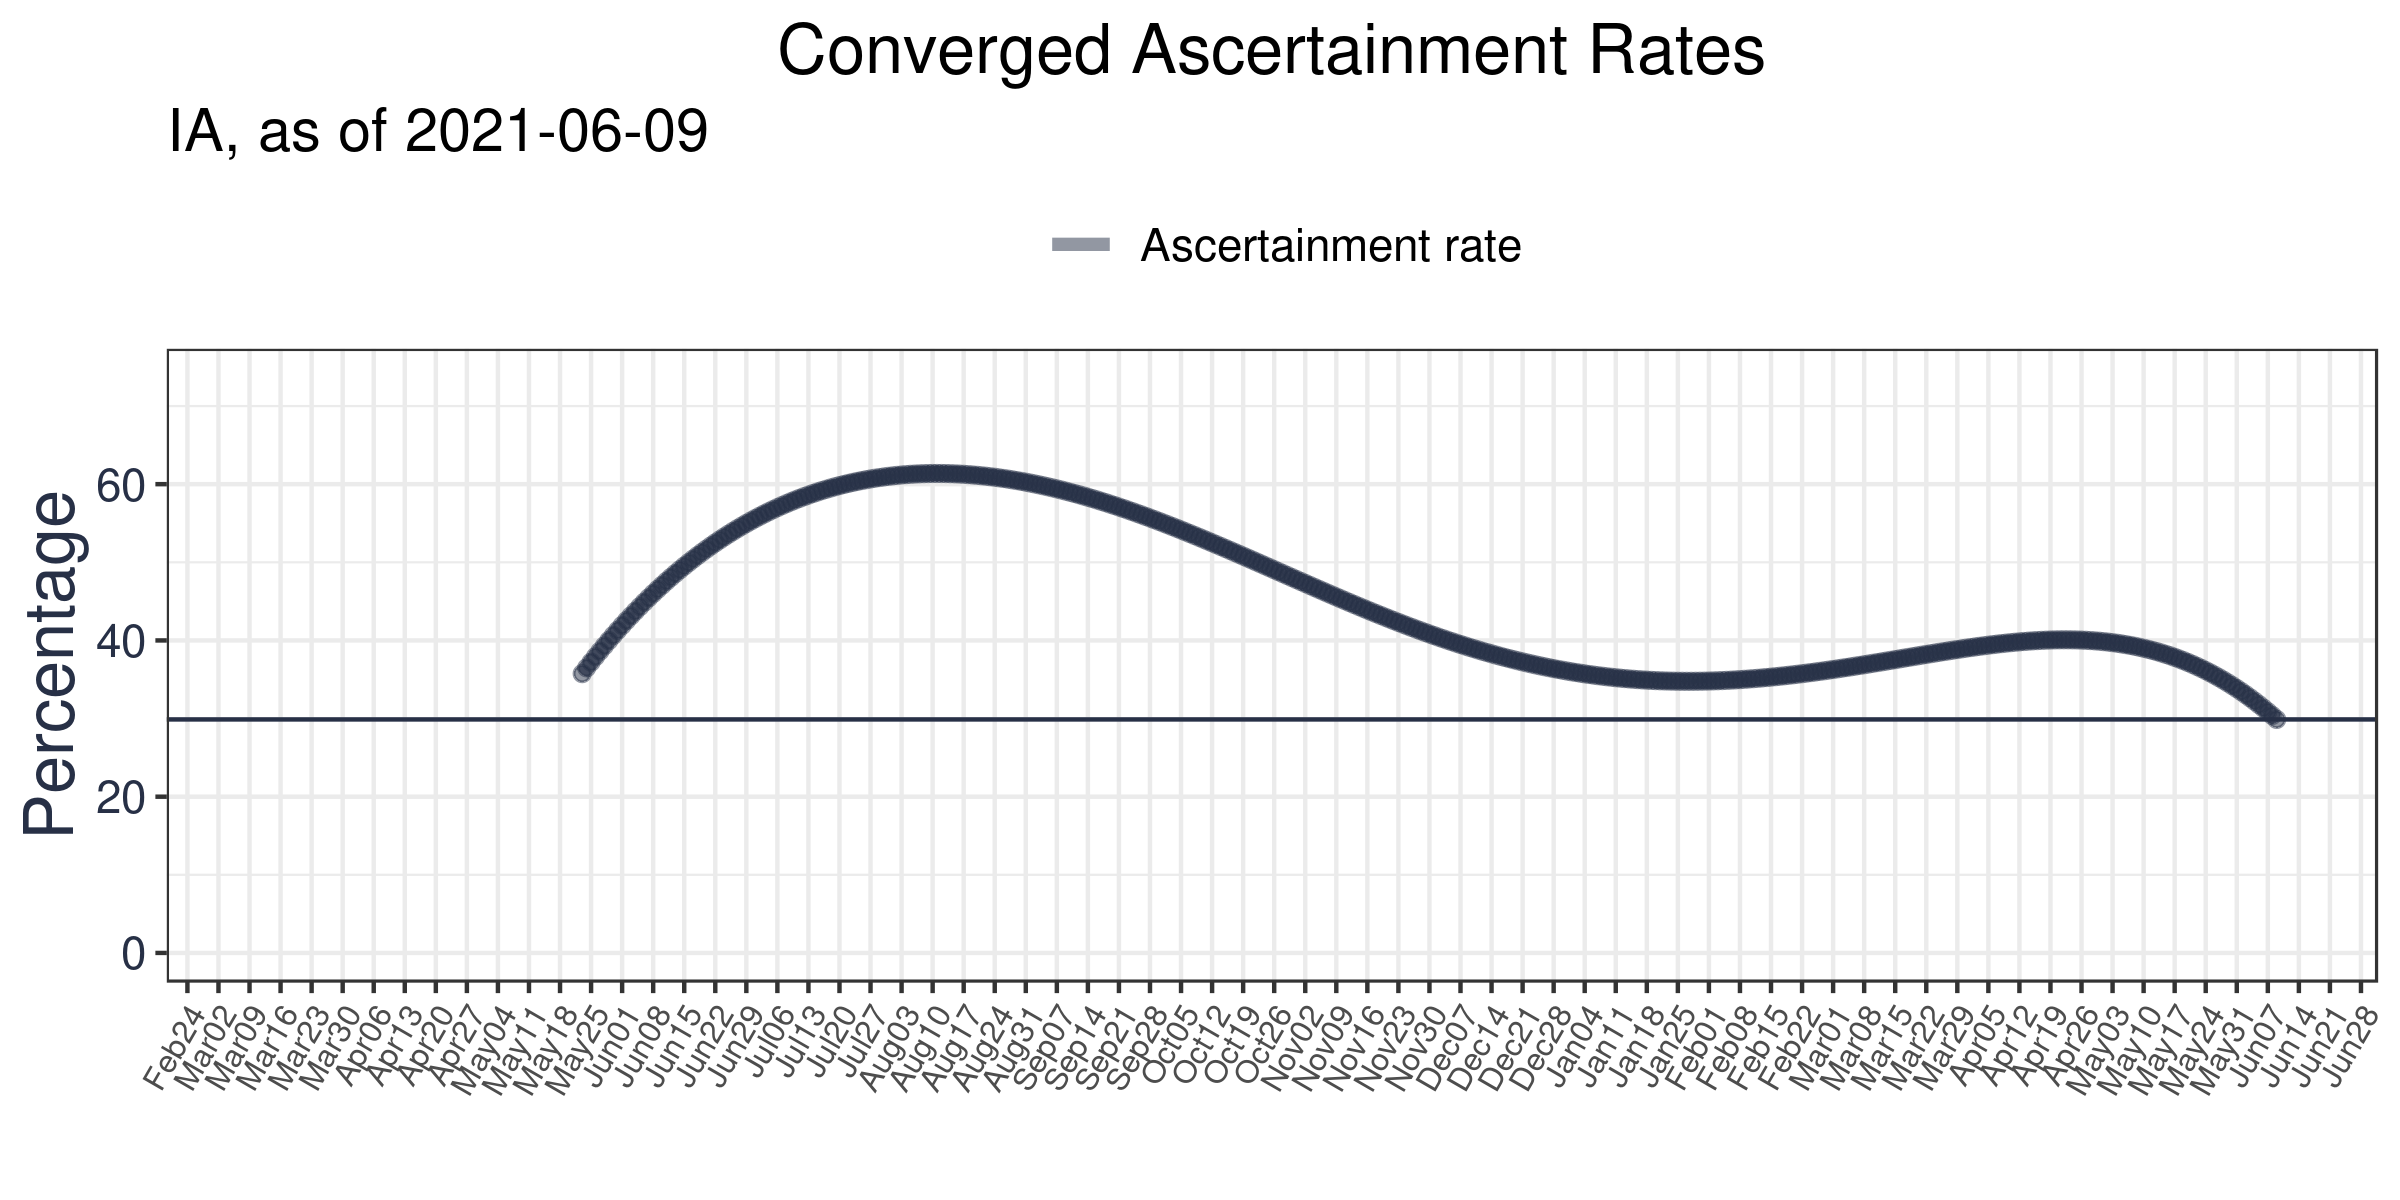 Converged Ascertainment Rates
IA, as of 2021-06-09
Ascertainment rate
Percentage
60
40
20
0
Feb24
Mar02
Mar09
Mar16
Mar23
Mar30
Apr06
Apr13
Apr20
Apr27
May04
May11
May18
May25
Jun01
Jun08
Jun15
Jun22
Jun29
Jul06
Jul13
Jul20
Jul27
Aug03
Aug10
Aug17
Aug24
Aug31
Sep07
Sep14
Sep21
Sep28
Oct05
Oct12
Oct19
Oct26
Nov02
Nov09
Nov16
Nov23
Nov30
Dec07
Dec14
Dec21
Dec28
Jan04
Jan11
Jan18
Jan25
Feb01
Feb08
Feb15
Feb22
Mar01
Mar08
Mar15
Mar22
Mar29
Apr05
Apr12
Apr19
Apr26
May03
May10
May17
May24
May31
Jun07
Jun14
Jun21
Jun28